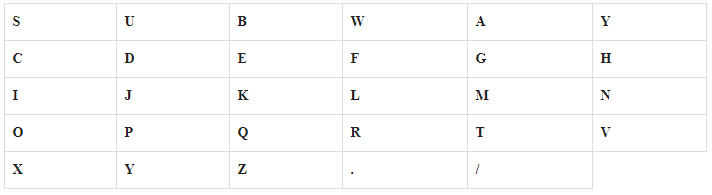 S U B W A Y
C D E F G H
I J K L M N
O P Q R T V
X Y Z . /